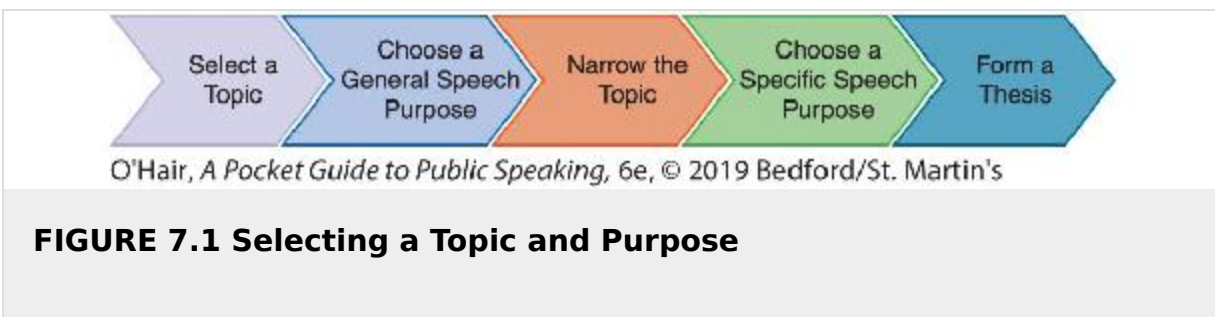 Select a
Topic
Choose a
General Speech
Purpose
Narrow the
Topic
Choose a
Specific Speech
Purpose
Form a
Thesis
O'Hair, A Pocket Guide to Public Speaking, 6e, © 2019 Bedford/St. Martin's
FIGURE 7.1 Selecting a Topic and Purpose